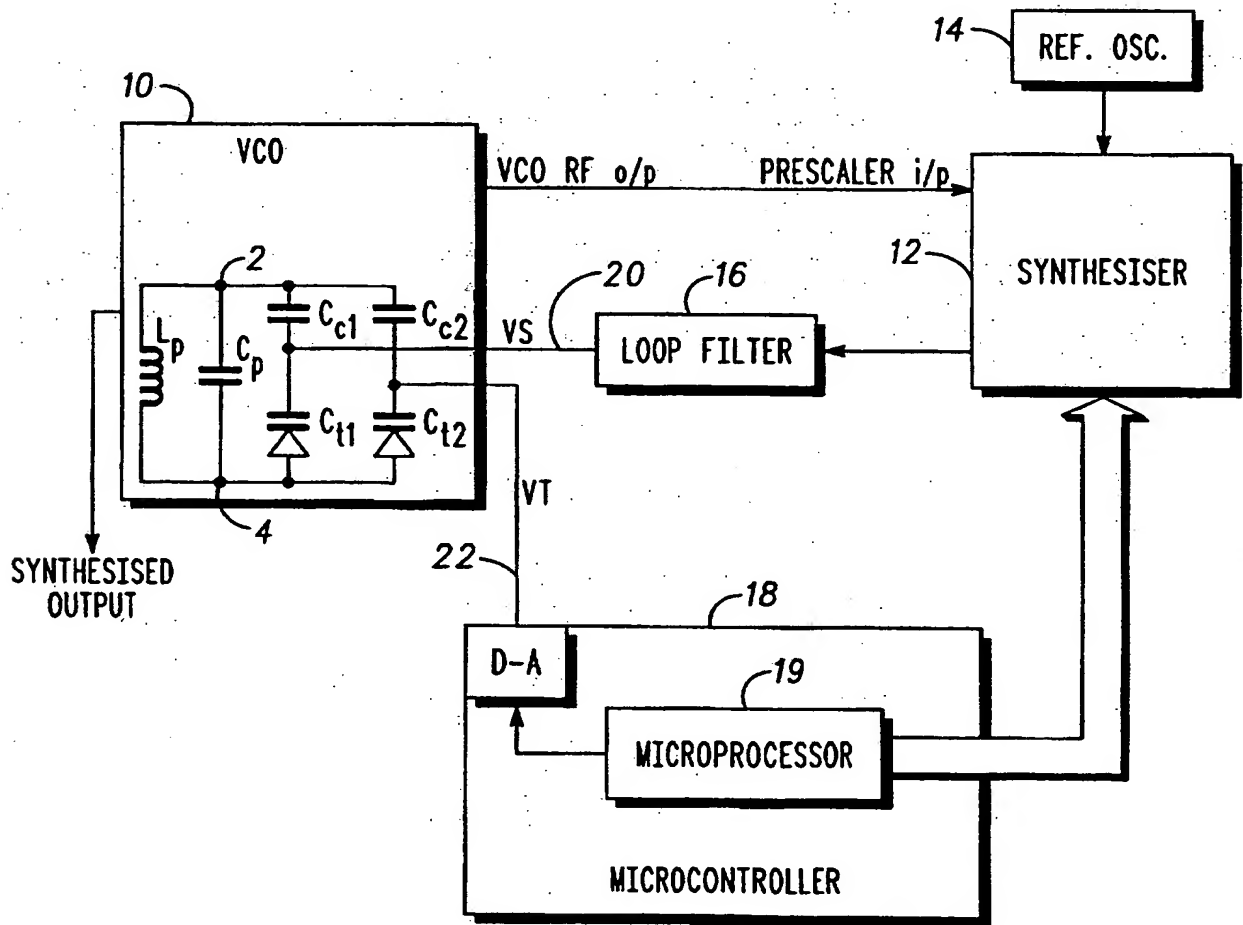 14
REF. OSC.
10
VCO
VCO RF o/p
PRESCALER i/p
2
20
16
12
SYNTHESISER
Lp
Cp
Cc1
Cc2
VS
LOOP FILTER
Ct1
Ct2
4
VT
SYNTHESISED
OUTPUT
22
18
D-A
19
MICROPROCESSOR
MICROCONTROLLER